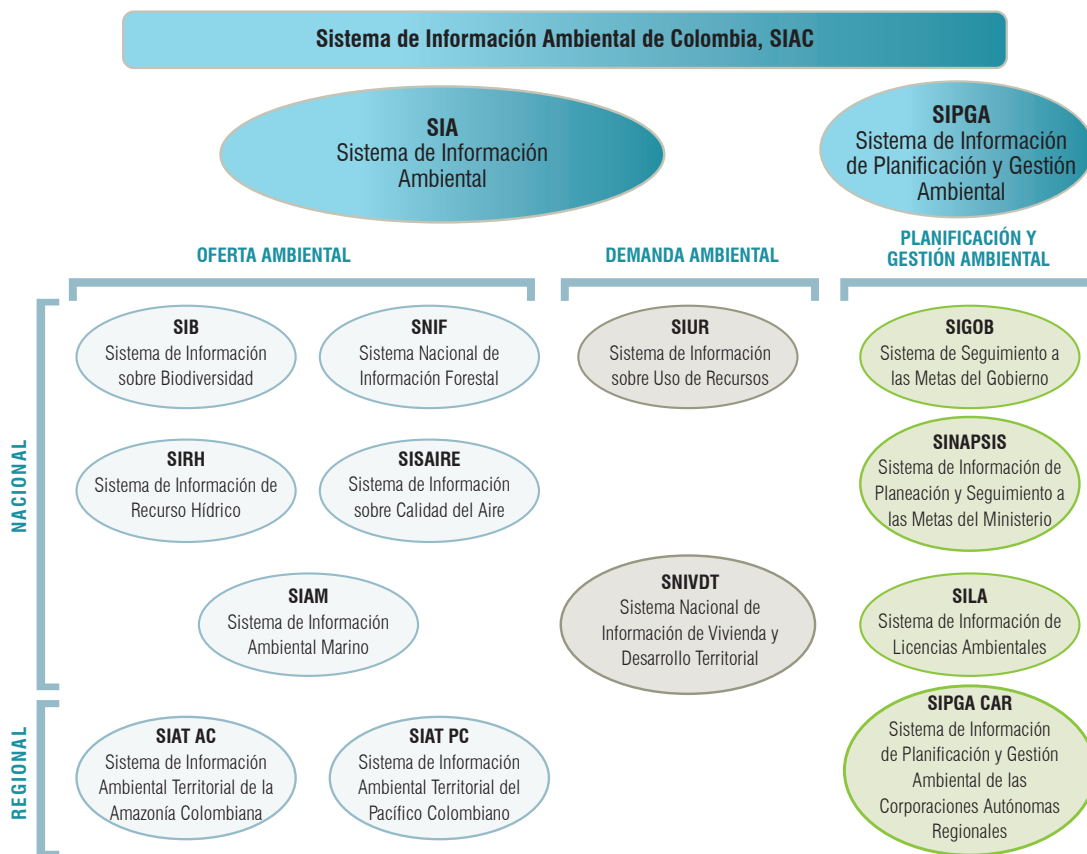 Sistema de Información Ambiental de Colombia, SIAC
SIA
Sistema de Información
Ambiental
SIPGA
Sistema de Información
de Planificación y Gestión
Ambiental
OFERTA AMBIENTAL
DEMANDA AMBIENTAL
PLANIFICACIÓN Y
GESTIÓN AMBIENTAL
NACIONAL
SIB
Sistema de Información
sobre Biodiversidad
SNIF
Sistema Nacional de
Información Forestal
SIUR
Sistema de Información
sobre Uso de Recursos
SIGOB
Sistema de Seguimiento a
las Metas del Gobierno
SIRH
Sistema de Información de
Recurso Hídrico
SISAIRE
Sistema de Información
sobre Calidad del Aire
SINAPSIS
Sistema de Información de
Planeación y Seguimiento a
las Metas del Ministerio
SIAM
Sistema de Información
Ambiental Marino
SNIVDT
Sistema Nacional de
Información de Vivienda y
Desarrollo Territorial
SILA
Sistema de Información de
Licencias Ambientales
REGIONAL
SIAT AC
Sistema de Información
Ambiental Territorial de la
Amazonía Colombiana
SIAT PC
Sistema de Información
Ambiental Territorial del
Pacífico Colombiano
SIPGA CAR
Sistema de Información
de Planificación y Gestión
Ambiental de las
Corporaciones Autónomas
Regionales